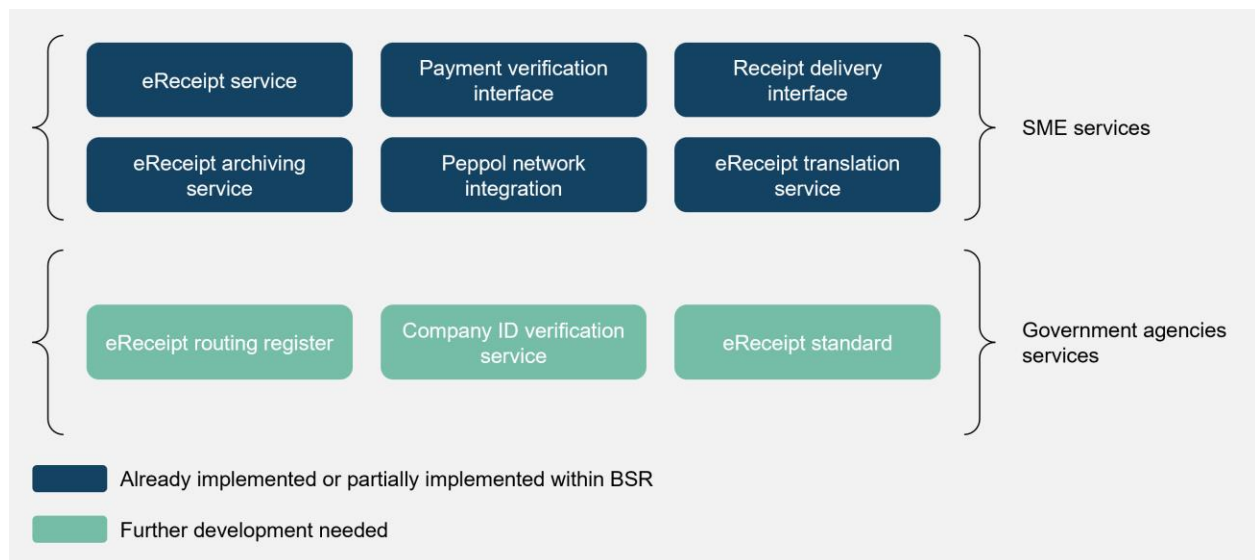 eReceipt service
Payment verification
interface
Receipt delivery
interface
SME services
eReceipt archiving
service
Peppol network
integration
eReceipt translation
service
eReceipt routing register
Company ID verification
service
eReceipt standard
Government agencies
services
Already implemented or partially implemented within BSR
Further development needed